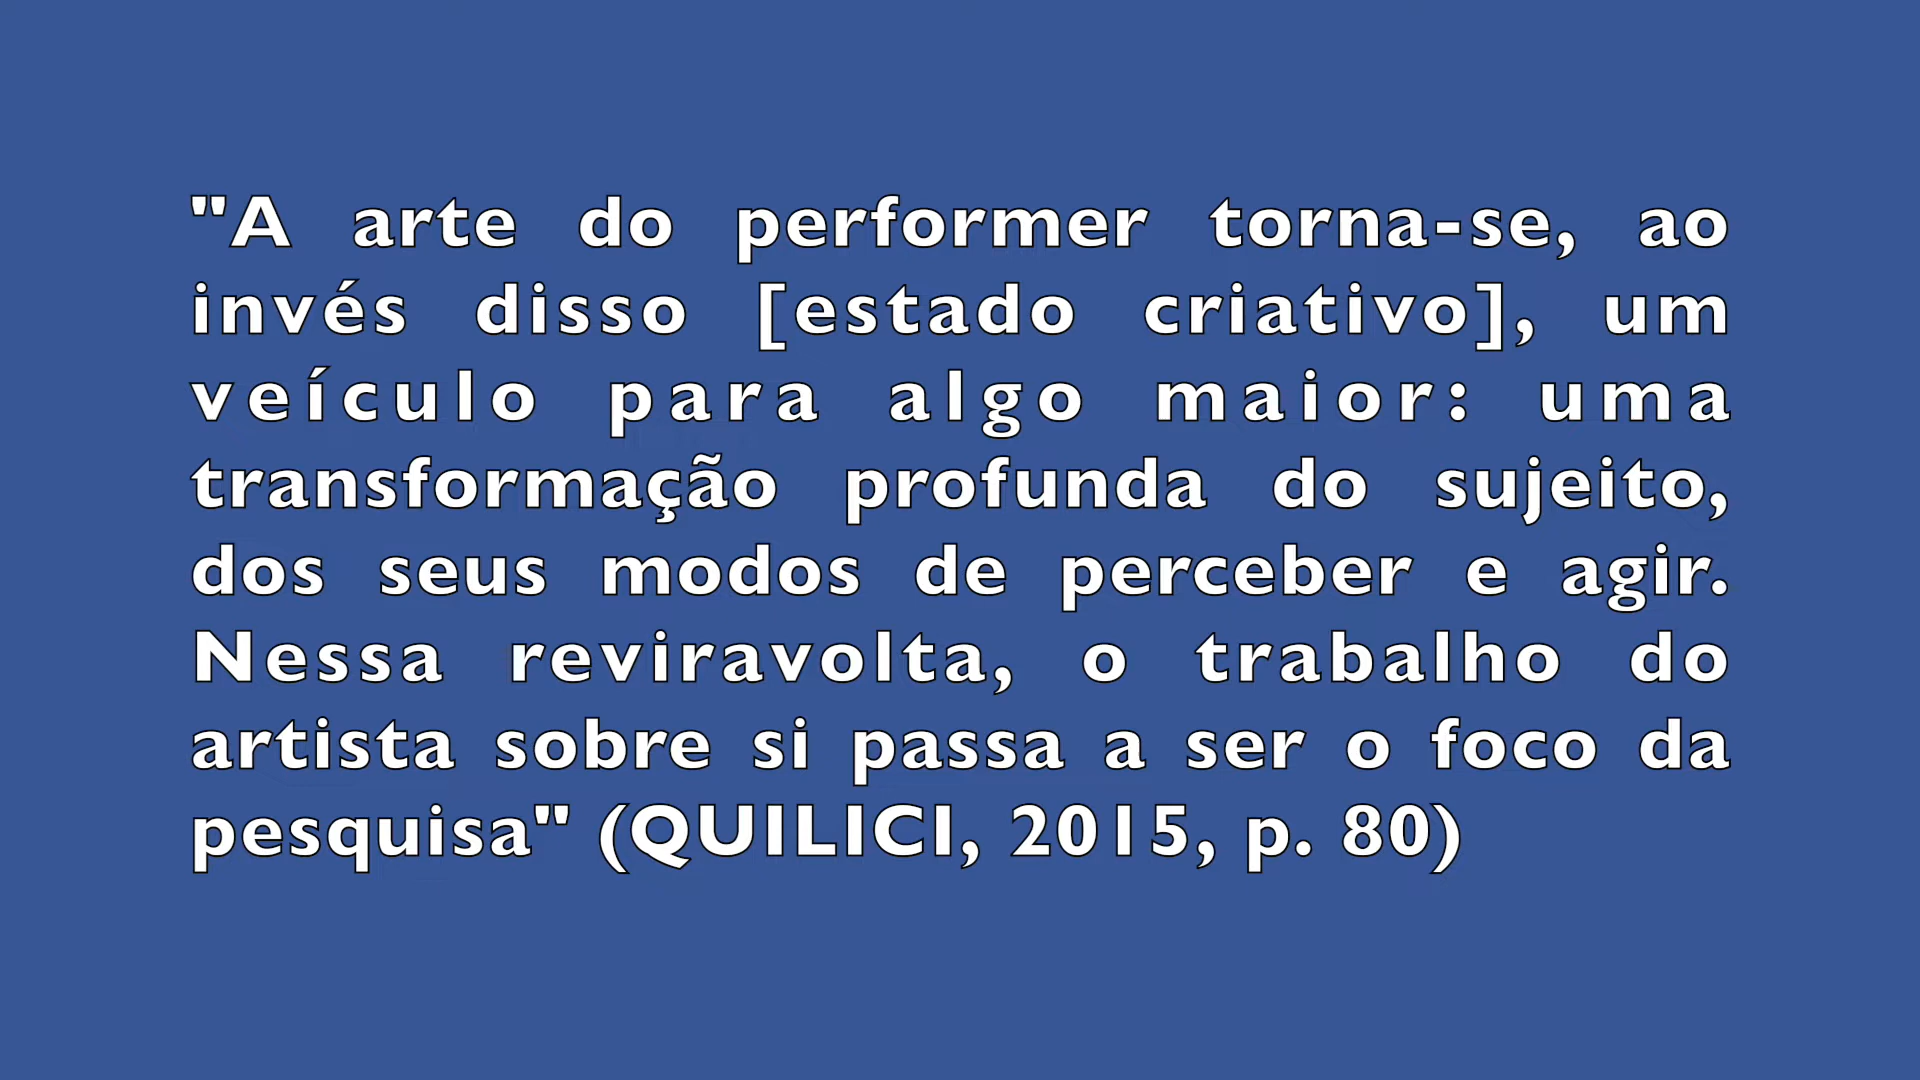 "A arte do performer torna-se, ao
invés disso [estado criativo], um
veículo para algo maior: uma
transformação profunda do sujeito,
dos seus modos de perceber e agir.
Nessa reviravolta, o trabalho do
artista sobre si passa a ser o foco da
pesquisa" (QUILICI, 2015, p. 80)